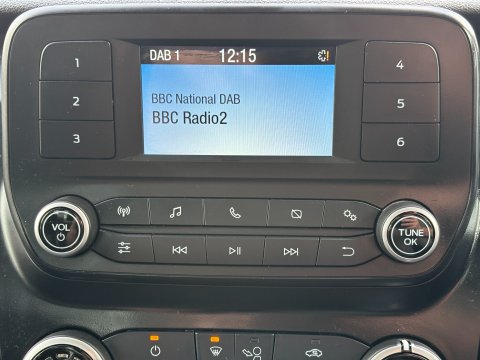 DAB 1 12:15
BBC National DAB
BBC Radio2
1
2
3
4
5
6
VOL
TUNE
OK